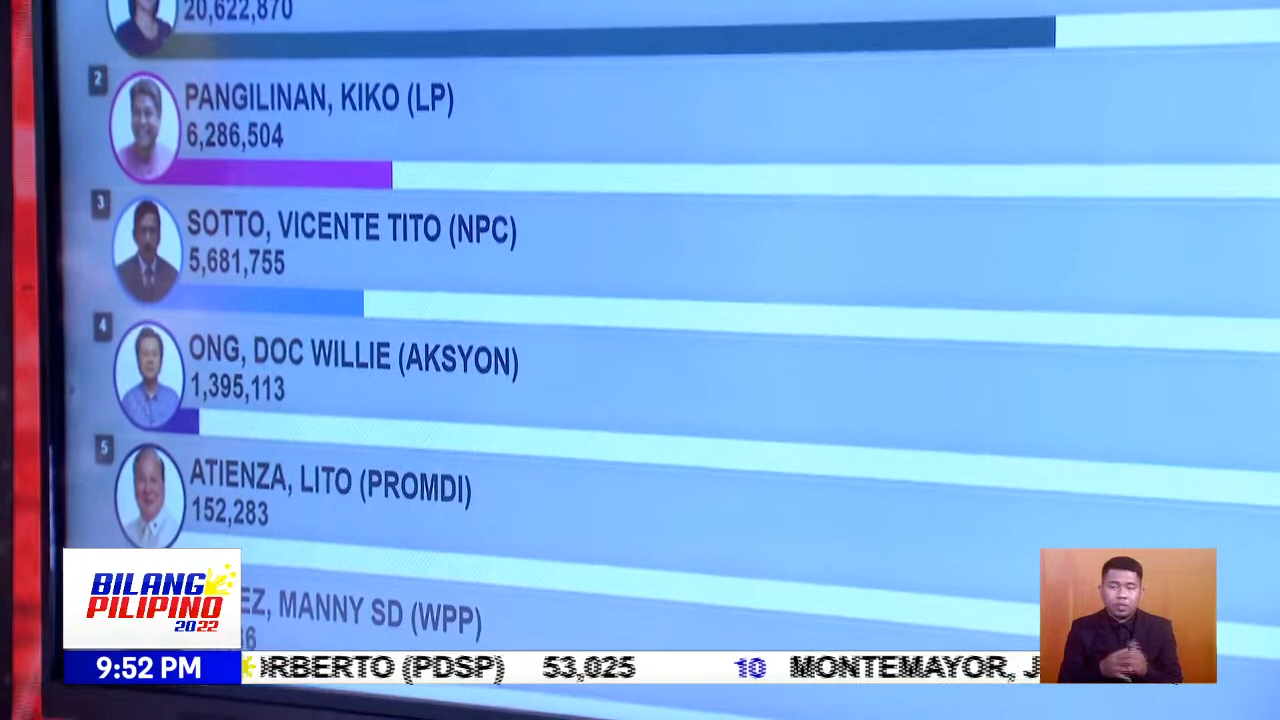 20,622,870
2
PANGILINAN, KIKO (LP)
6,286,504
3
SOTTO, VICENTE TITO (NPC)
5,681,755
4
ONG, DOC WILLIE (AKSYON)
1,395,113
5
ATIENZA, LITO (PROMDI)
152,283
EZ, MANNY SD (WPP)
BILANG
PILIPINO
2022
9:52 PM
RBERTO (PDSP) 53,025 10 MONTEMAYOR, J